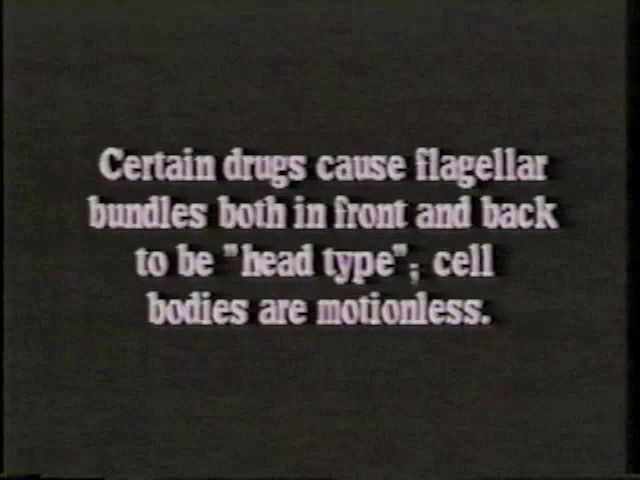 Certain drugs cause flagellar
bundles both in front and back
to be "head type"; cell
bodies are motionless.